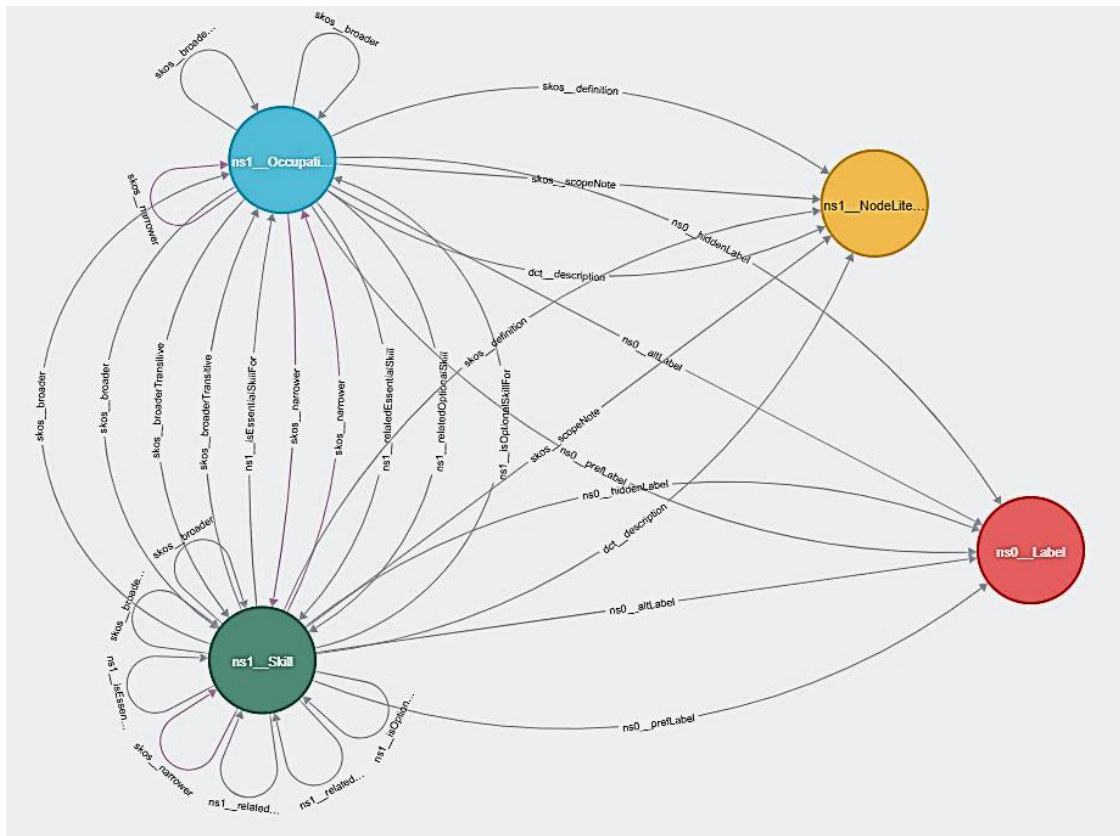 skos__broader
skos__broade...
ns1__Occupati...
skos__narrower
skos__definition
skos__scopeNote
ns1__NodeLite...
ns0__hiddenLabel
dct__description
ns0__altLabel
skos__definition
skos__broader
skos__broader
skos__broaderTransitive
skos__broaderTransitive
ns1__isEssentialSkillFor
skos__narrower
skos__narrower
ns1__relatedEssentialSkill
ns1__relatedOptionalSkill
ns1__isOptionalSkillFor
skos__scopeNote
ns0__prefLabel
ns0__hiddenLabel
dct__description
ns0__Label
skos__broader
skos__broade...
ns0__altLabel
ns1__Skill
ns1__isEssen...
skos__narrower
ns1__related...
ns1__related...
ns1__isOption...
ns0__prefLabel